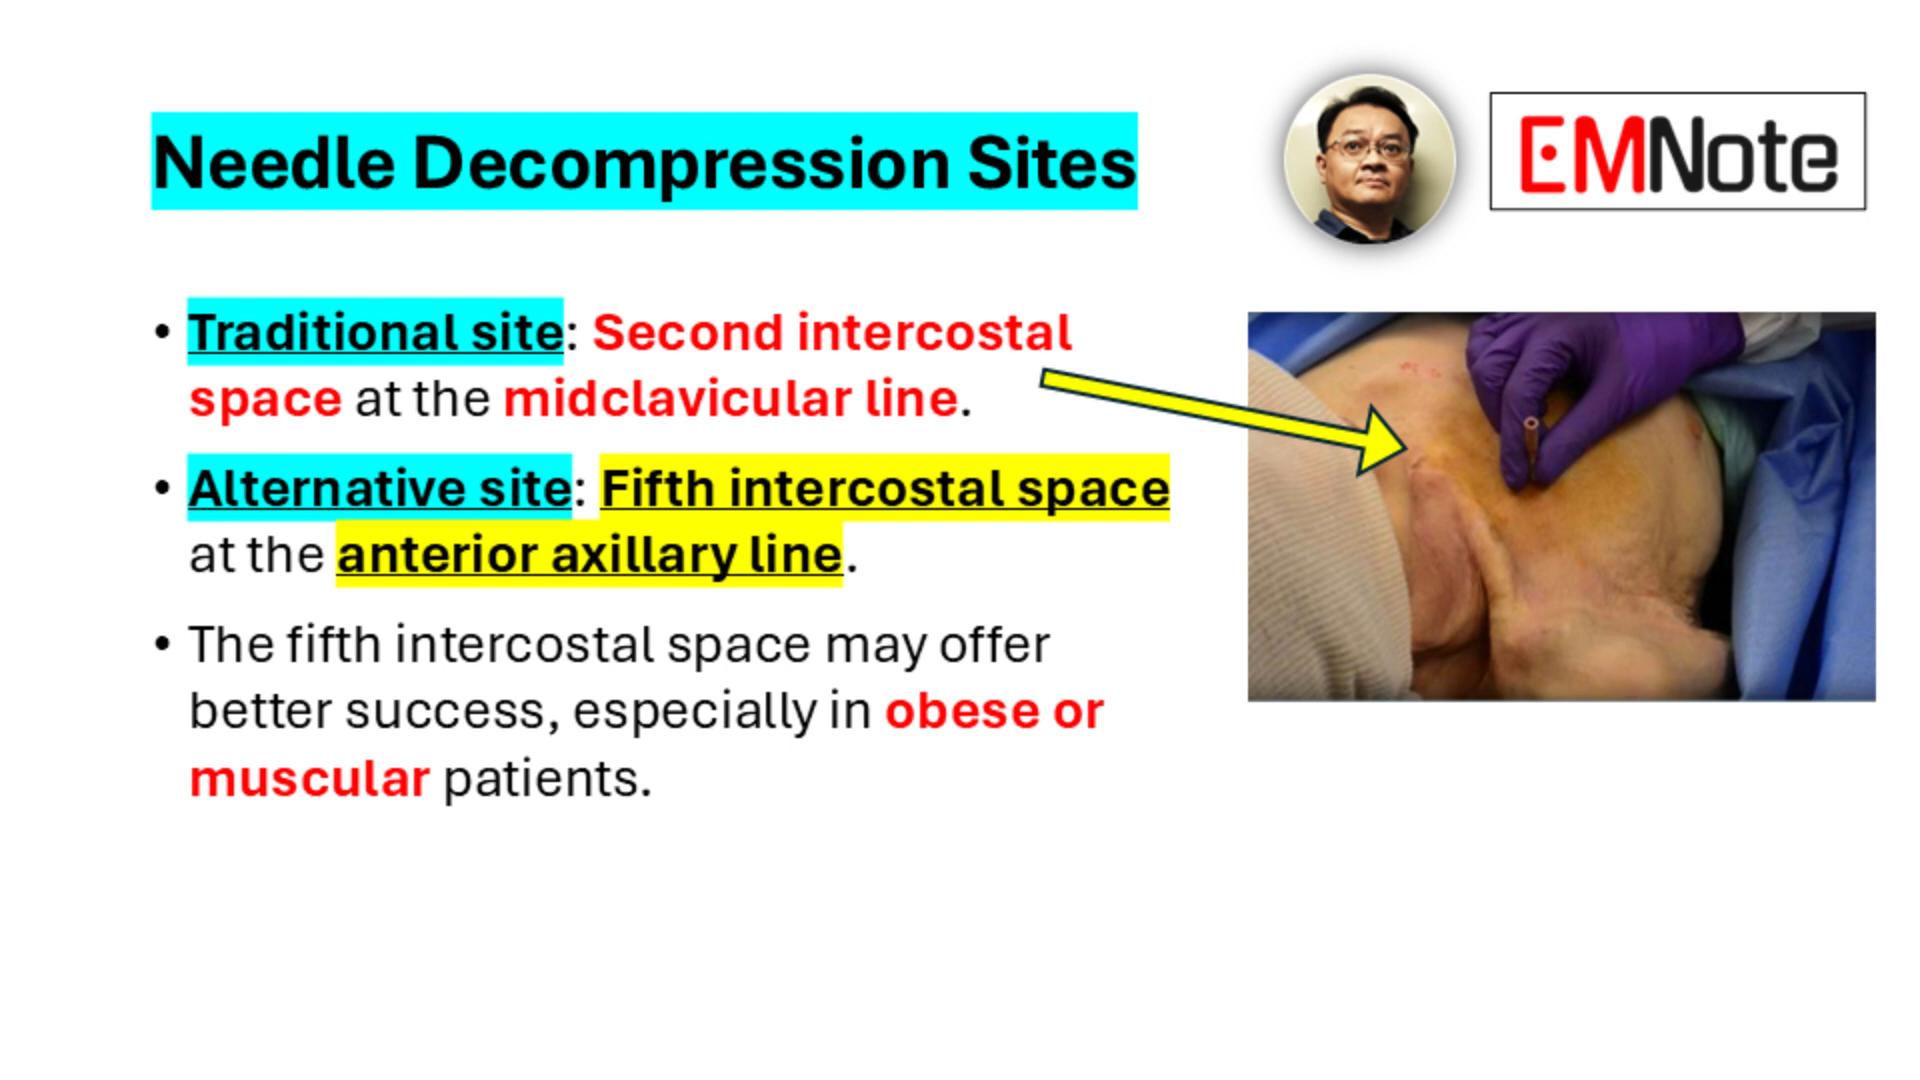 Needle Decompression Sites
EMNote
• Traditional site: Second intercostal
space at the midclavicular line.
• Alternative site: Fifth intercostal space
at the anterior axillary line.
• The fifth intercostal space may offer
better success, especially in obese or
muscular patients.